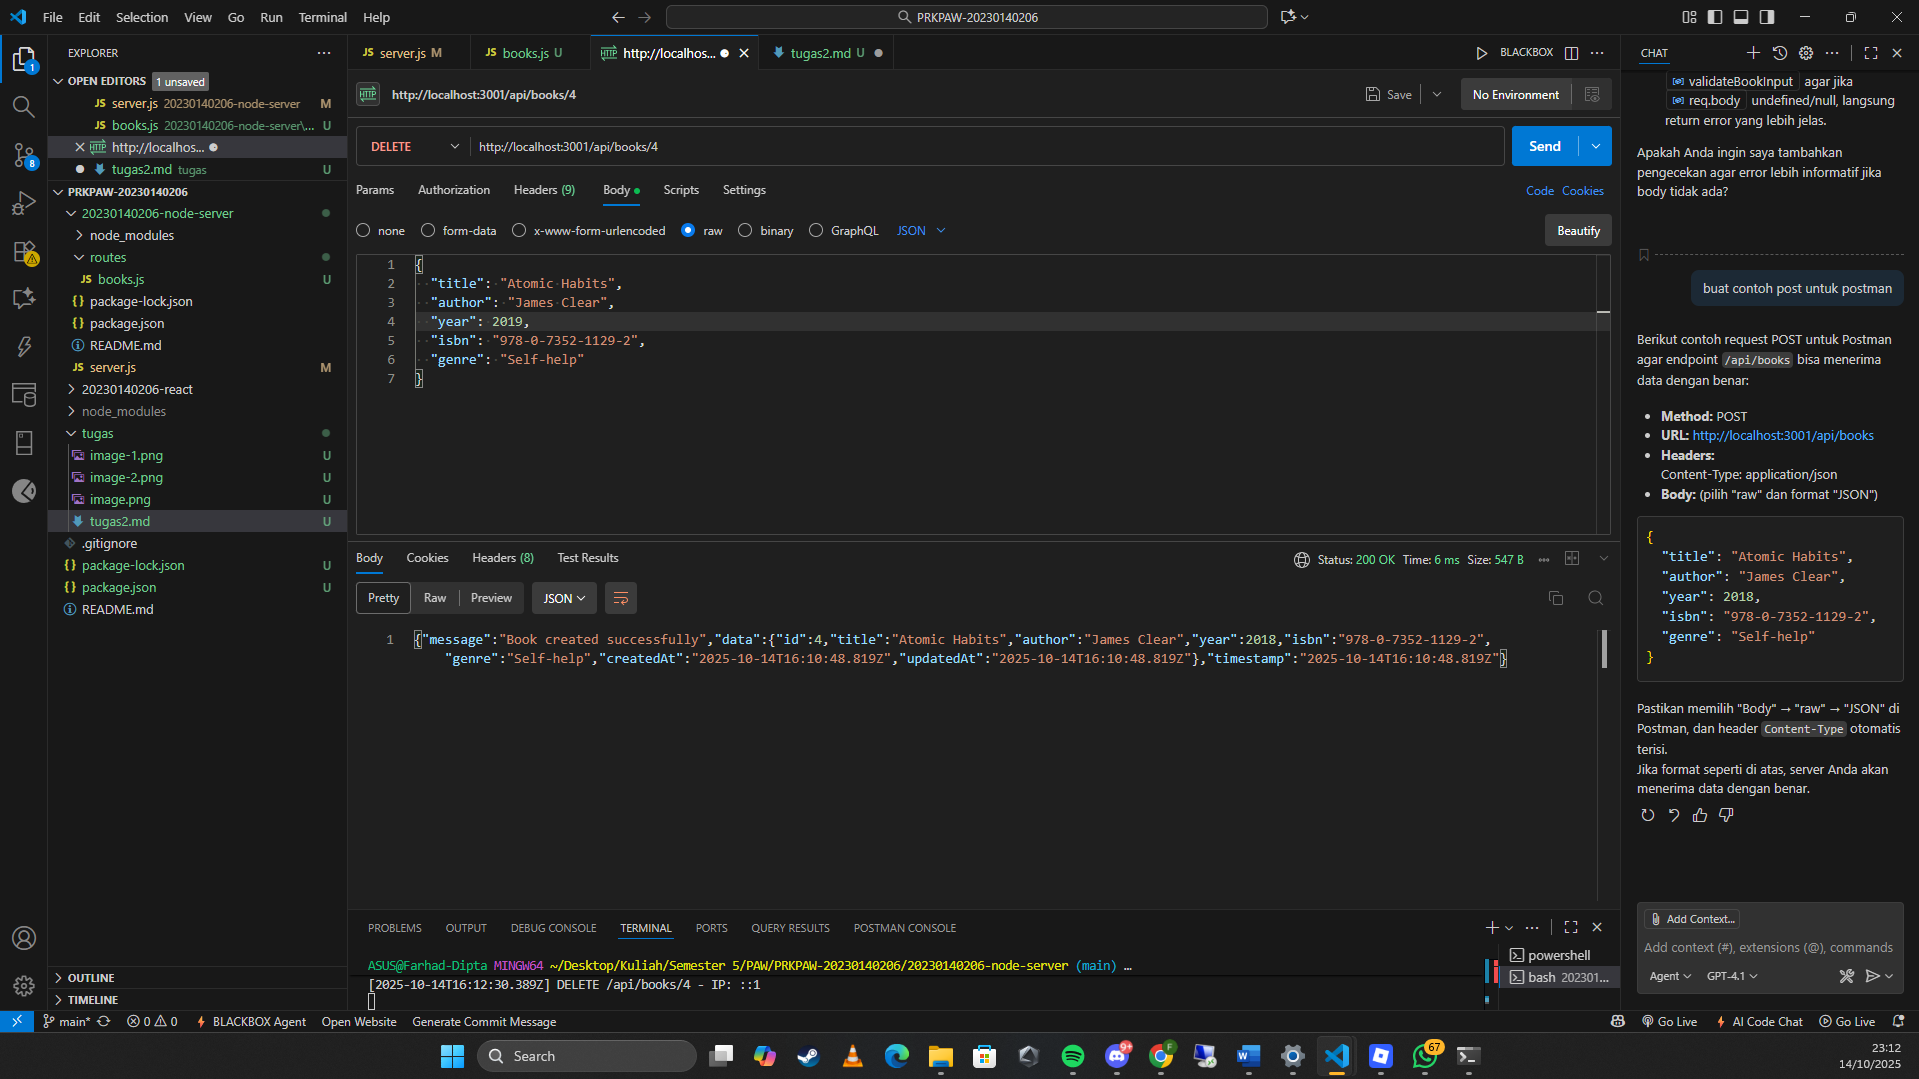 File Edit Selection View Go Run Terminal Help
PRKPAW-20230140206
EXPLORER
OPEN EDITORS 1 unsaved
JS server.js 20230140206-node-server M
JS books.js 20230140206-node-server\... U
HTTP http://localhos...
tugas2.md tugas U
PRKPAW-20230140206
20230140206-node-server
node_modules
routes
JS books.js U
{} package-lock.json
{} package.json
README.md
JS server.js M
20230140206-react
node_modules
tugas
image-1.png U
image-2.png U
image.png U
tugas2.md U
.gitignore
{} package-lock.json U
{} package.json U
README.md
OUTLINE
TIMELINE
1
8
JS server.js M
JS books.js U
HTTP http://localhos...
tugas2.md U
BLACKBOX
HTTP http://localhost:3001/api/books/4
Save
No Environment
DELETE http://localhost:3001/api/books/4
Send
Params Authorization Headers (9) Body Scripts Settings
Code Cookies
none form-data x-www-form-urlencoded raw binary GraphQL JSON
Beautify
1 {
2 "title": "Atomic Habits",
3 "author": "James Clear",
4 "year": 2019,
5 "isbn": "978-0-7352-1129-2",
6 "genre": "Self-help"
7 }
Body Cookies Headers (8) Test Results
Status: 200 OK Time: 6 ms Size: 547 B
Pretty Raw Preview JSON
1 {"message":"Book created successfully","data":{"id":4,"title":"Atomic Habits","author":"James Clear","year":2018,"isbn":"978-0-7352-1129-2",
"genre":"Self-help","createdAt":"2025-10-14T16:10:48.819Z","updatedAt":"2025-10-14T16:10:48.819Z"},"timestamp":"2025-10-14T16:10:48.819Z"}
PROBLEMS OUTPUT DEBUG CONSOLE TERMINAL PORTS QUERY RESULTS POSTMAN CONSOLE
ASUS@Farhad-Dipta MINGW64 ~/Desktop/Kuliah/Semester 5/PAW/PRKPAW-20230140206/20230140206-node-server (main) ...
[2025-10-14T16:12:30.389Z] DELETE /api/books/4 - IP: ::1
powershell
bash 202301...
CHAT
validateBookInput agar jika
req.body undefined/null, langsung
return error yang lebih jelas.
Apakah Anda ingin saya tambahkan
pengecekan agar error lebih informatif jika
body tidak ada?
buat contoh post untuk postman
Berikut contoh request POST untuk Postman
agar endpoint /api/books bisa menerima
data dengan benar:
• Method: POST
• URL: http://localhost:3001/api/books
• Headers:
Content-Type: application/json
• Body: (pilih "raw" dan format "JSON")
{
"title": "Atomic Habits",
"author": "James Clear",
"year": 2018,
"isbn": "978-0-7352-1129-2",
"genre": "Self-help"
}
Pastikan memilih "Body" → "raw" → "JSON" di
Postman, dan header Content-Type otomatis
terisi.
Jika format seperti di atas, server Anda akan
menerima data dengan benar.
Add Context...
Add context (#), extensions (@), commands
Agent GPT-4.1
main* 0 0 BLACKBOX Agent Open Website Generate Commit Message
Go Live AI Code Chat Go Live
Search
9+
F
67
23:12
14/10/2025